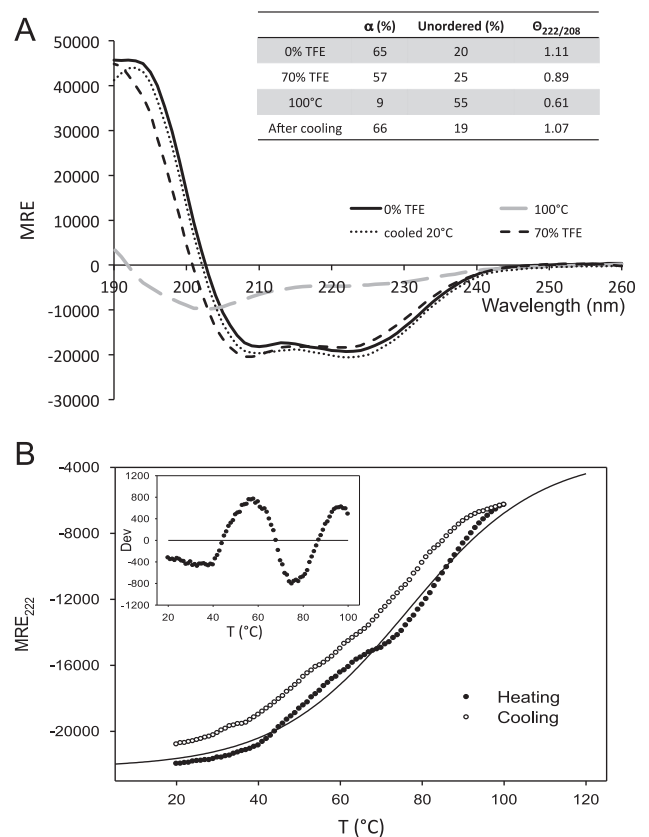 A
α (%) Unordered (%) Θ222/208
0% TFE 65 20 1.11
70% TFE 57 25 0.89
100°C 9 55 0.61
After cooling 66 19 1.07
50000
40000
30000
20000
10000
0
-10000
-20000
-30000
MRE
0% TFE 100°C
cooled 20°C 70% TFE
190 200 210 220 230 240 250 260
Wavelength (nm)
B
-4000
-8000
-12000
-16000
-20000
MRE222
1200
800
400
0
-400
-800
-1200
Dev
20 40 60 80 100
T (°C)
Heating
Cooling
20 40 60 80 100 120
T (°C)